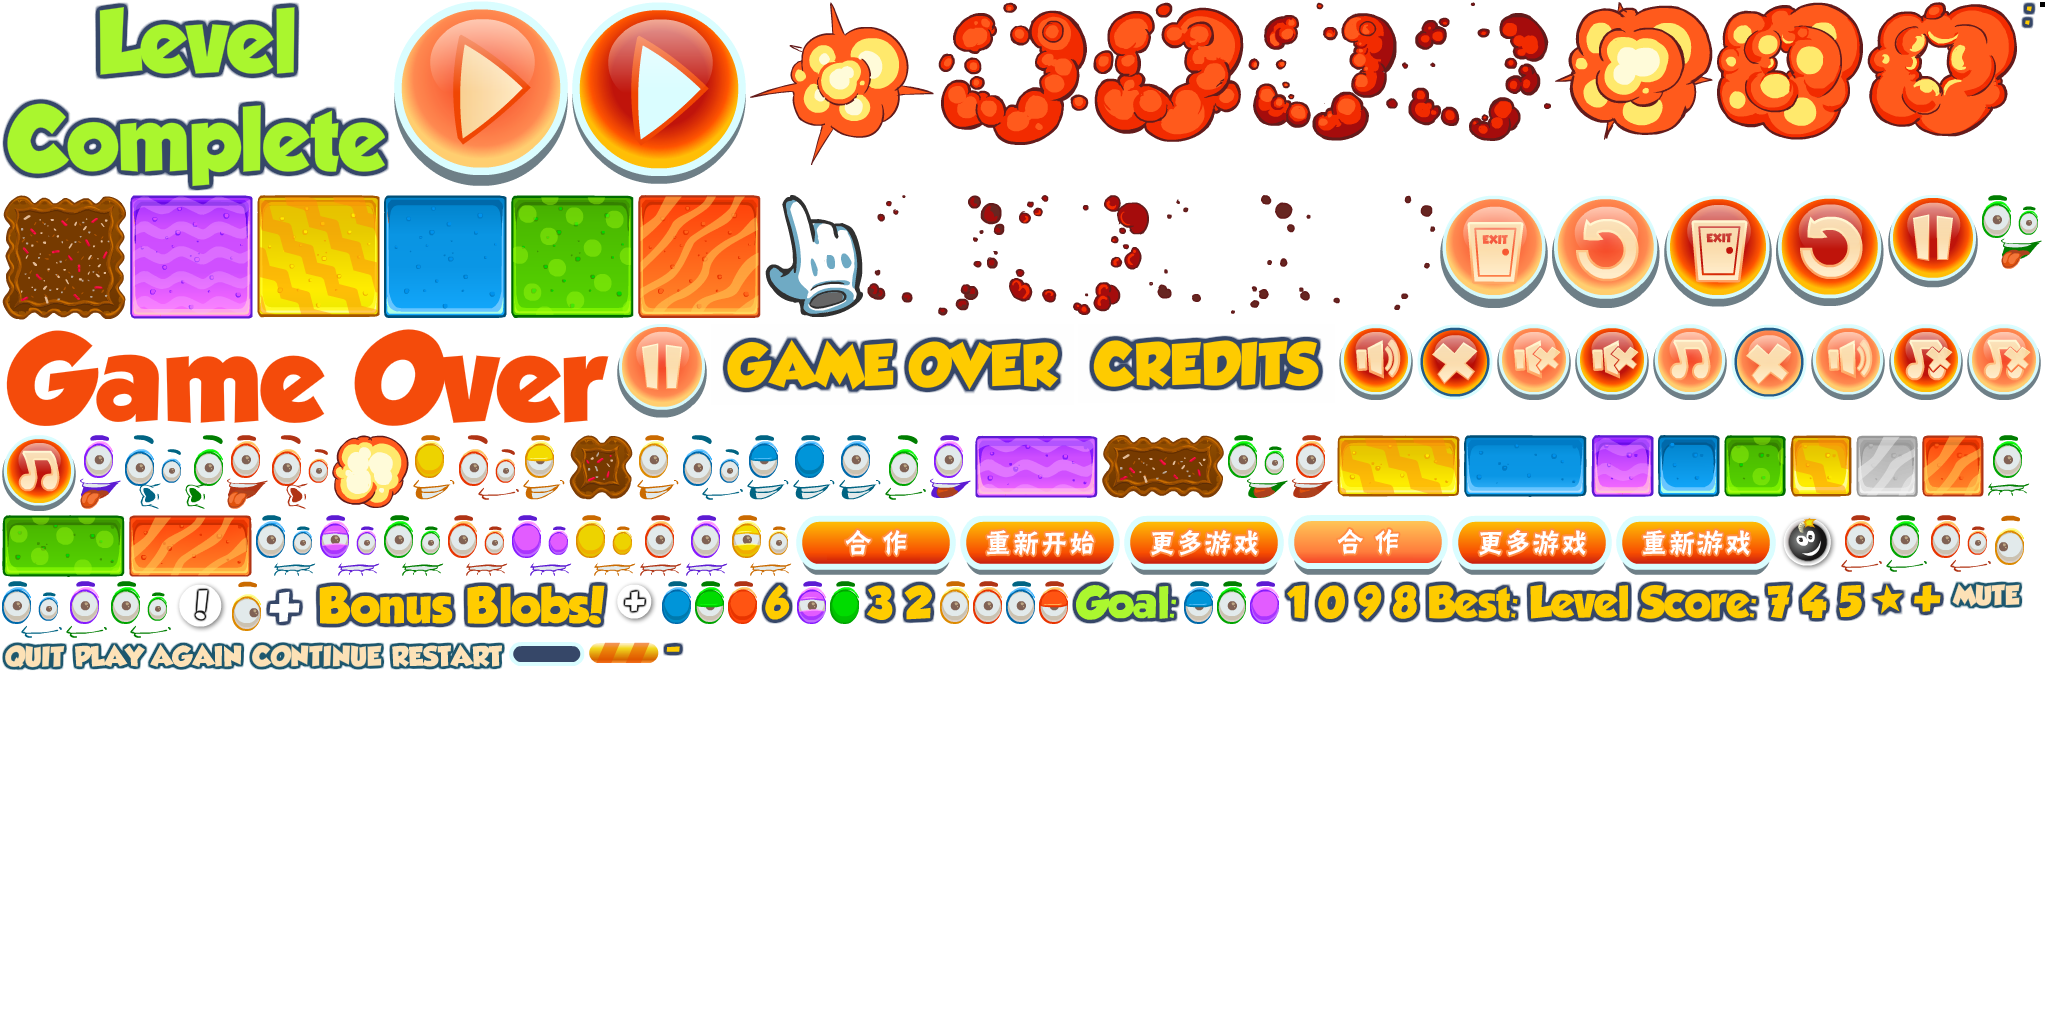 Level
Complete
EXIT
EXIT
Game Over
GAME OVER
CREDITS
合作
重新开始
更多游戏
合作
更多游戏
重新游戏
!
+ Bonus Blobs! + 6 3 2 Goal: 1 0 9 8 Best: Level Score: 7 4 5 ★ + MUTE
QUIT PLAY AGAIN CONTINUE RESTART -